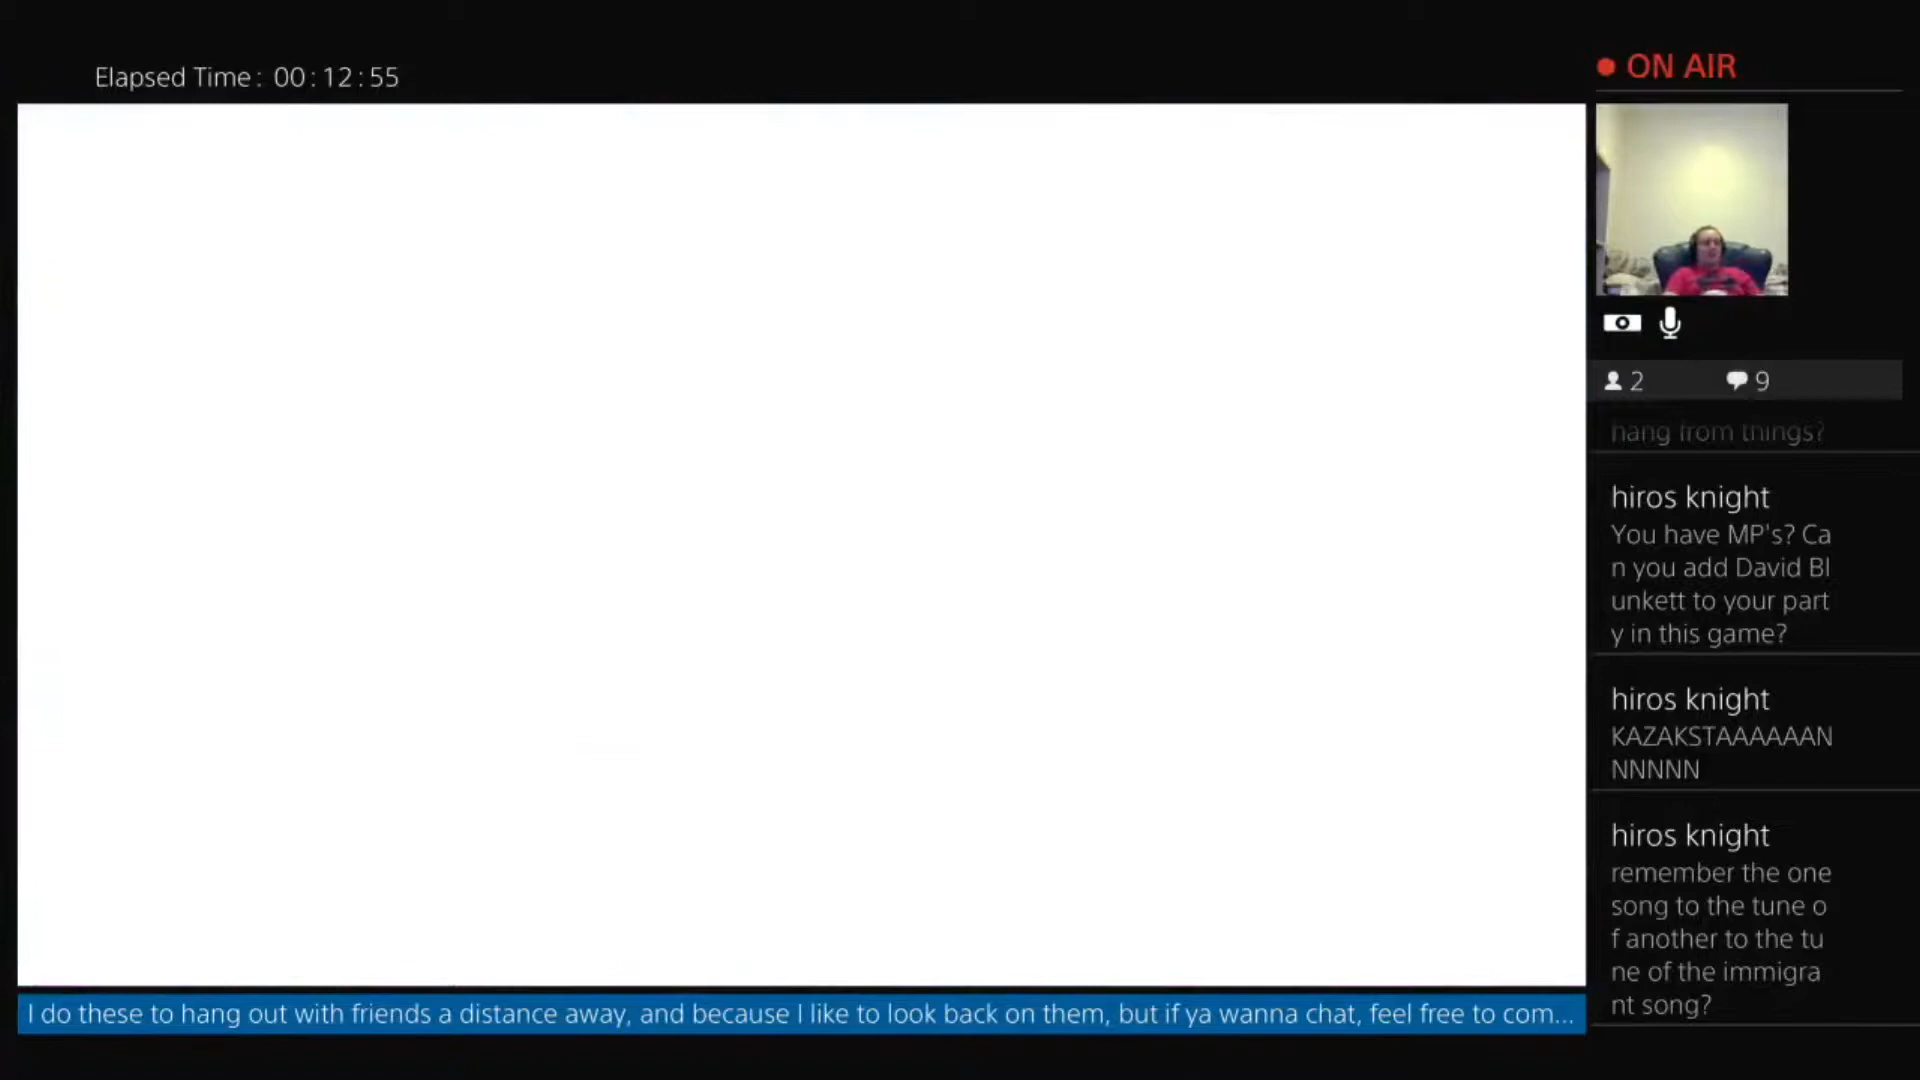 Elapsed Time: 00:12:55
ON AIR
2 9
hang from things?
hiros knight
You have MP's? Ca
n you add David Bl
unkett to your part
y in this game?
hiros knight
KAZAKSTAAAAAAN
NNNNN
hiros knight
remember the one
song to the tune o
f another to the tu
ne of the immigra
nt song?
I do these to hang out with friends a distance away, and because I like to look back on them, but if ya wanna chat, feel free to com...